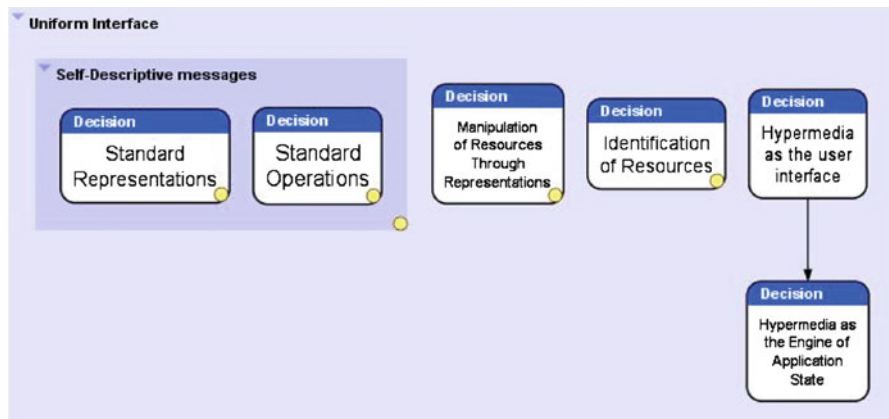 Uniform Interface
Self-Descriptive messages
Decision
Standard
Representations
Decision
Standard
Operations
Decision
Manipulation
of Resources
Through
Representations
Decision
Identification
of Resources
Decision
Hypermedia
as the user
interface
Decision
Hypermedia as
the Engine of
Application
State